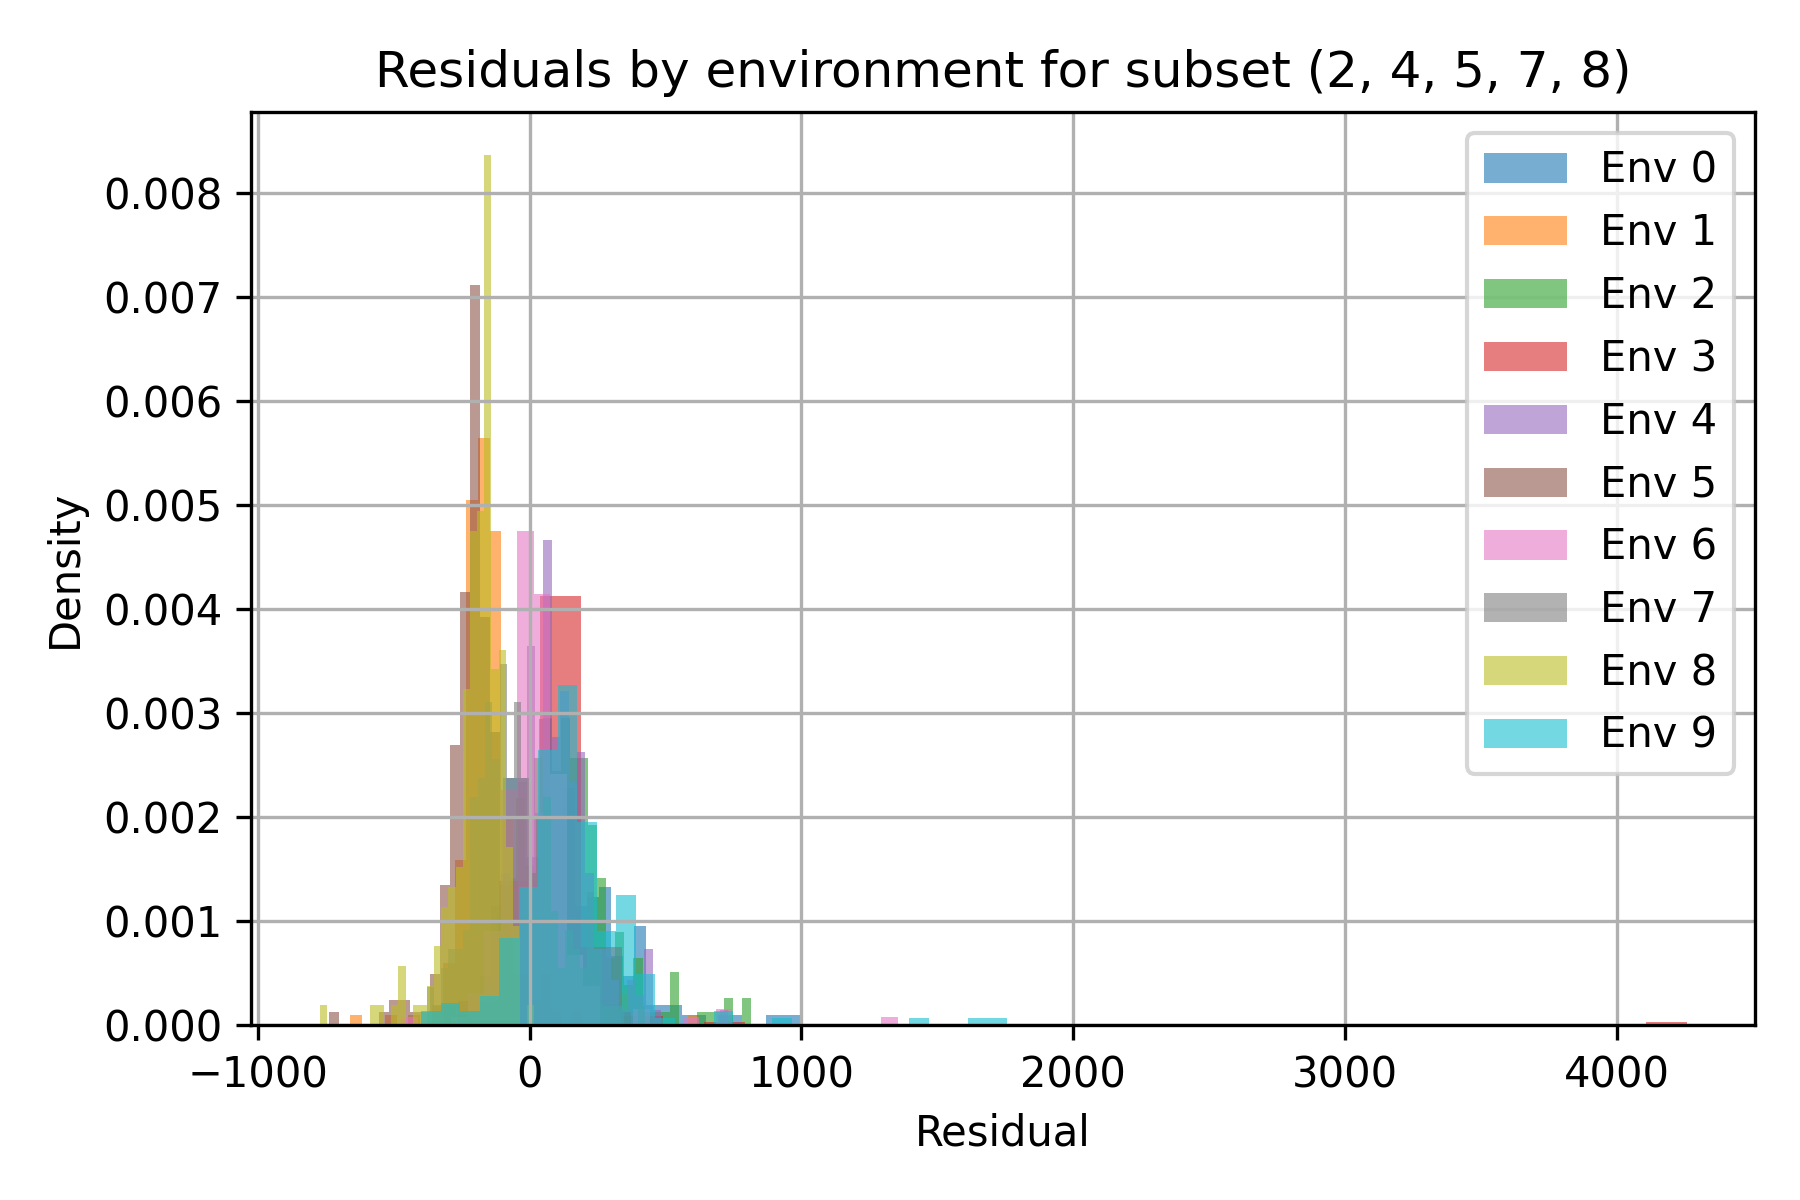 Residuals by environment for subset (2, 4, 5, 7, 8)
Density
0.008
0.007
0.006
0.005
0.004
0.003
0.002
0.001
0.000
−1000
0
1000
2000
3000
4000
Residual
Env 0
Env 1
Env 2
Env 3
Env 4
Env 5
Env 6
Env 7
Env 8
Env 9